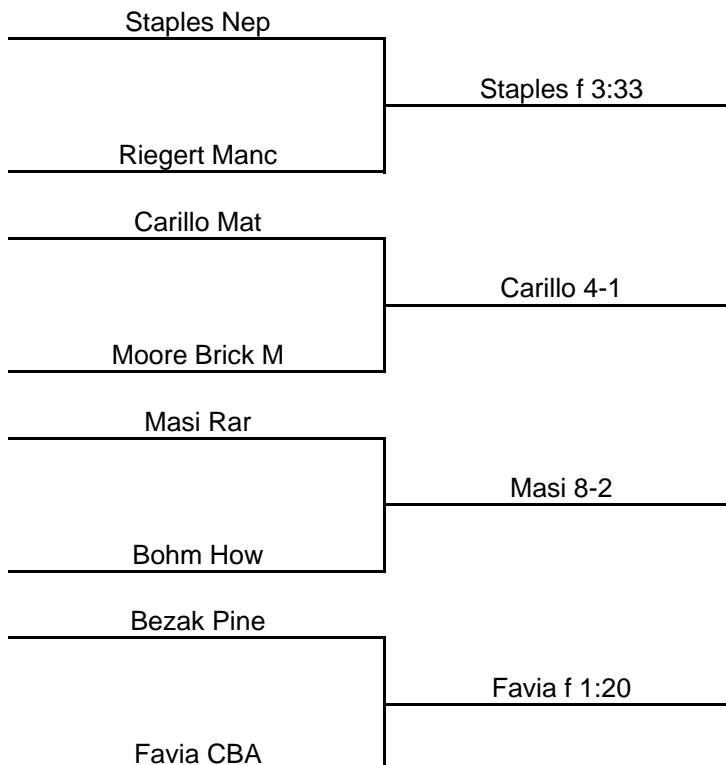 Staples Nep
Staples f 3:33
Riegert Manc
Carillo Mat
Carillo 4-1
Moore Brick M
Masi Rar
Masi 8-2
Bohm How
Bezak Pine
Favia f 1:20
Favia CBA